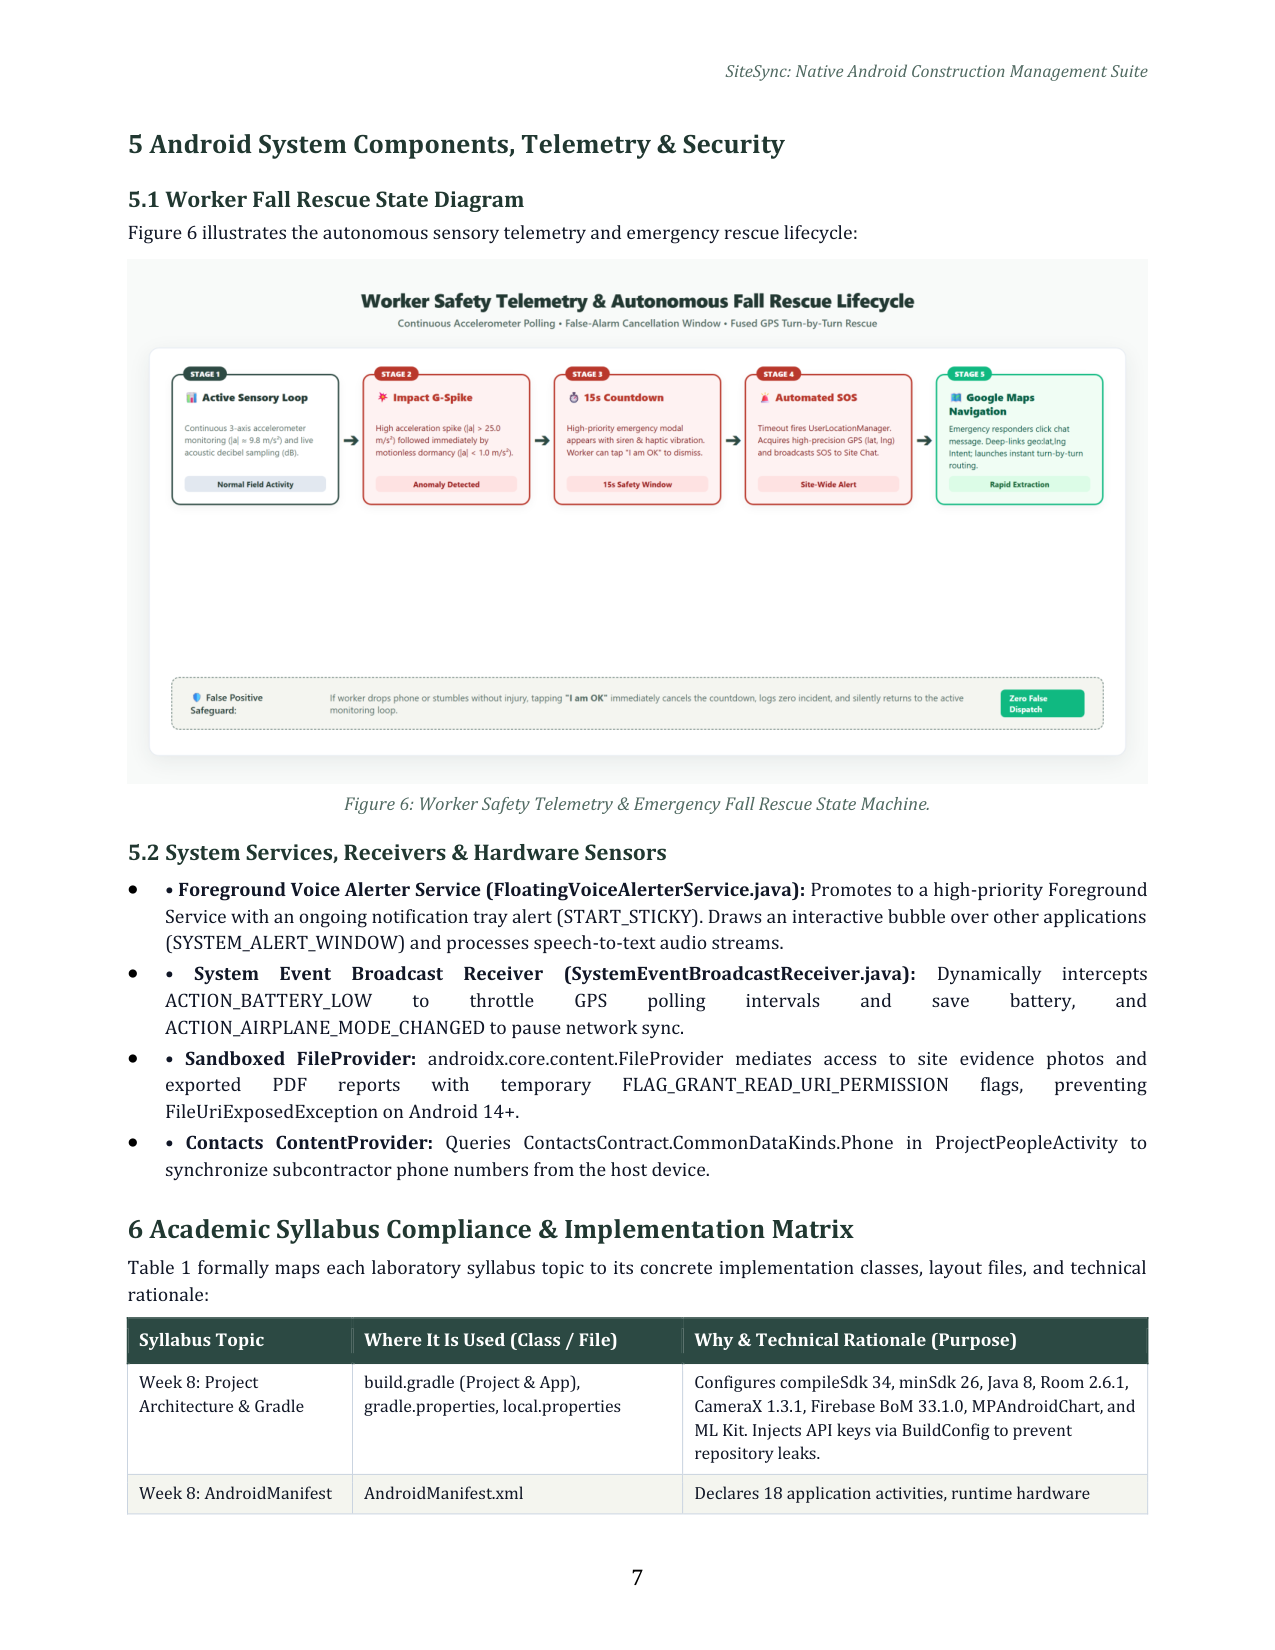 SiteSync: Native Android Construction Management Suite
5 Android System Components, Telemetry & Security
5.1 Worker Fall Rescue State Diagram
Figure 6 illustrates the autonomous sensory telemetry and emergency rescue lifecycle:
Worker Safety Telemetry & Autonomous Fall Rescue Lifecycle
Continuous Accelerometer Polling • False-Alarm Cancellation Window • Fused GPS Turn-by-Turn Rescue
STAGE 1
Active Sensory Loop
Continuous 3-axis accelerometer
monitoring (|a| ≈ 9.8 m/s²) and live
acoustic decibel sampling (dB).
Normal Field Activity
STAGE 2
Impact G-Spike
High acceleration spike (|a| > 25.0
m/s²) followed immediately by
motionless dormancy (|a| < 1.0 m/s²).
Anomaly Detected
STAGE 3
15s Countdown
High-priority emergency modal
appears with siren & haptic vibration.
Worker can tap "I am OK" to dismiss.
15s Safety Window
STAGE 4
Automated SOS
Timeout fires UserLocationManager.
Acquires high-precision GPS (lat, lng)
and broadcasts SOS to Site Chat.
Site-Wide Alert
STAGE 5
Google Maps
Navigation
Emergency responders click chat
message. Deep-links geo:lat,lng
Intent; launches instant turn-by-turn
routing.
Rapid Extraction
False Positive
Safeguard:
If worker drops phone or stumbles without injury, tapping "I am OK" immediately cancels the countdown, logs zero incident, and silently returns to the active
monitoring loop.
Zero False
Dispatch
Figure 6: Worker Safety Telemetry & Emergency Fall Rescue State Machine.
5.2 System Services, Receivers & Hardware Sensors
● • Foreground Voice Alerter Service (FloatingVoiceAlerterService.java): Promotes to a high-priority Foreground
Service with an ongoing notification tray alert (START_STICKY). Draws an interactive bubble over other applications
(SYSTEM_ALERT_WINDOW) and processes speech-to-text audio streams.
● • System Event Broadcast Receiver (SystemEventBroadcastReceiver.java): Dynamically intercepts
ACTION_BATTERY_LOW to throttle GPS polling intervals and save battery, and
ACTION_AIRPLANE_MODE_CHANGED to pause network sync.
● • Sandboxed FileProvider: androidx.core.content.FileProvider mediates access to site evidence photos and
exported PDF reports with temporary FLAG_GRANT_READ_URI_PERMISSION flags, preventing
FileUriExposedException on Android 14+.
● • Contacts ContentProvider: Queries ContactsContract.CommonDataKinds.Phone in ProjectPeopleActivity to
synchronize subcontractor phone numbers from the host device.
6 Academic Syllabus Compliance & Implementation Matrix
Table 1 formally maps each laboratory syllabus topic to its concrete implementation classes, layout files, and technical
rationale:
Syllabus Topic
Where It Is Used (Class / File)
Why & Technical Rationale (Purpose)
Week 8: Project
Architecture & Gradle
build.gradle (Project & App),
gradle.properties, local.properties
Configures compileSdk 34, minSdk 26, Java 8, Room 2.6.1,
CameraX 1.3.1, Firebase BoM 33.1.0, MPAndroidChart, and
ML Kit. Injects API keys via BuildConfig to prevent
repository leaks.
Week 8: AndroidManifest
AndroidManifest.xml
Declares 18 application activities, runtime hardware
7